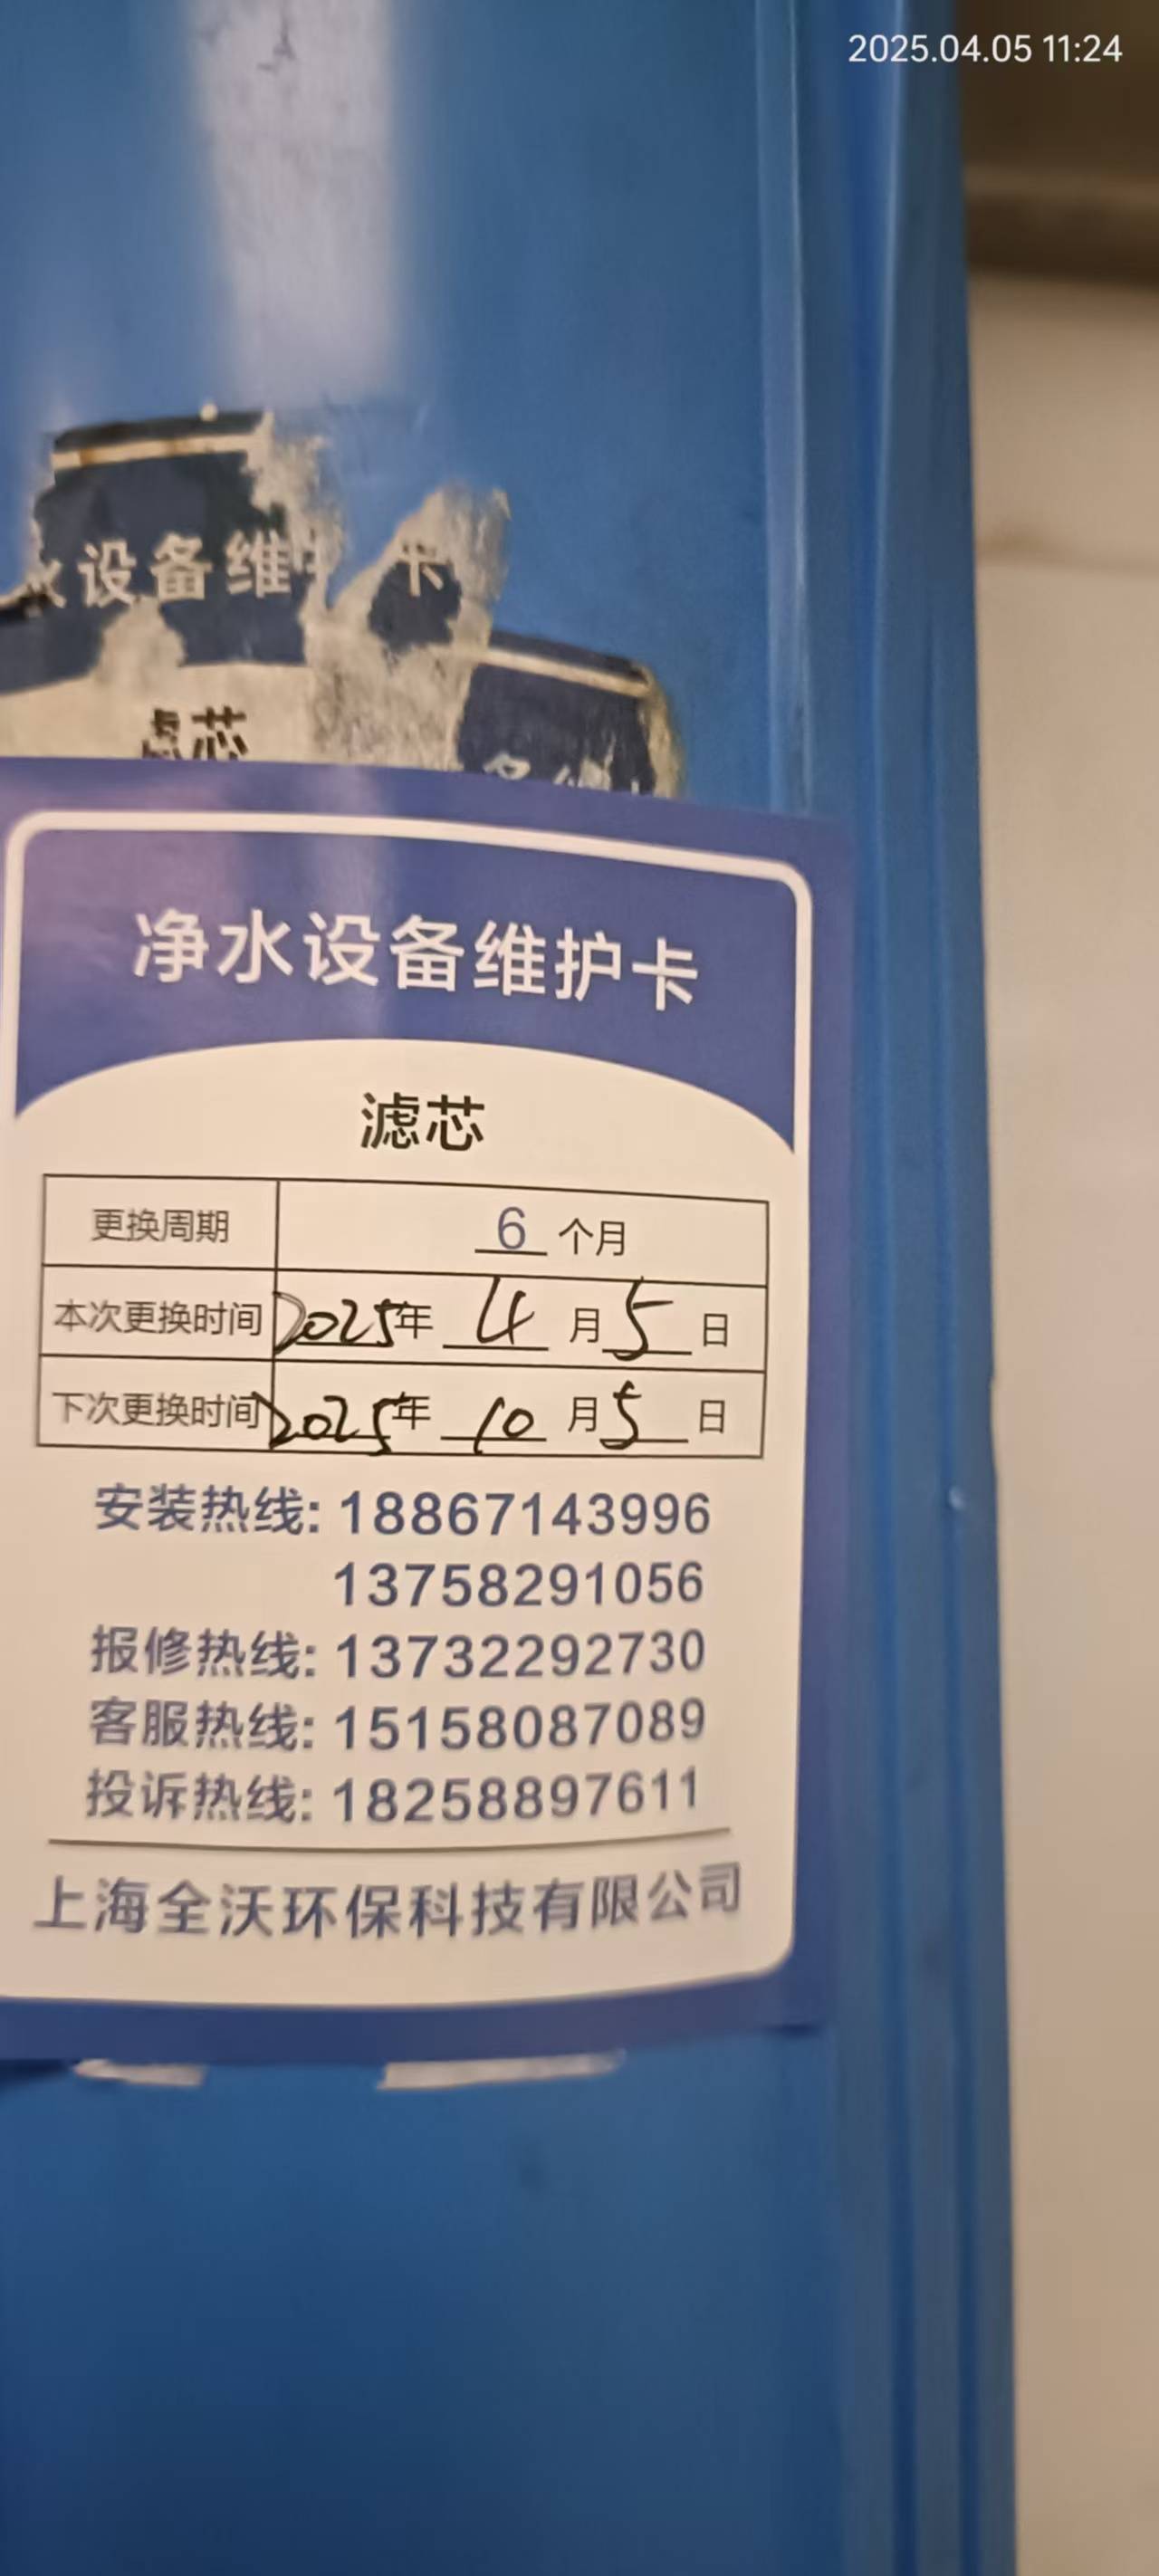 2025.04.05 11:24
设备维 卡
滤芯
净水设备维护卡
滤芯
更换周期 6 个月
本次更换时间 2025年 4 月 5 日
下次更换时间 2025年 10 月 5 日
安装热线: 18867143996
13758291056
报修热线: 13732292730
客服热线: 15158087089
投诉热线: 18258897611
上海全沃环保科技有限公司